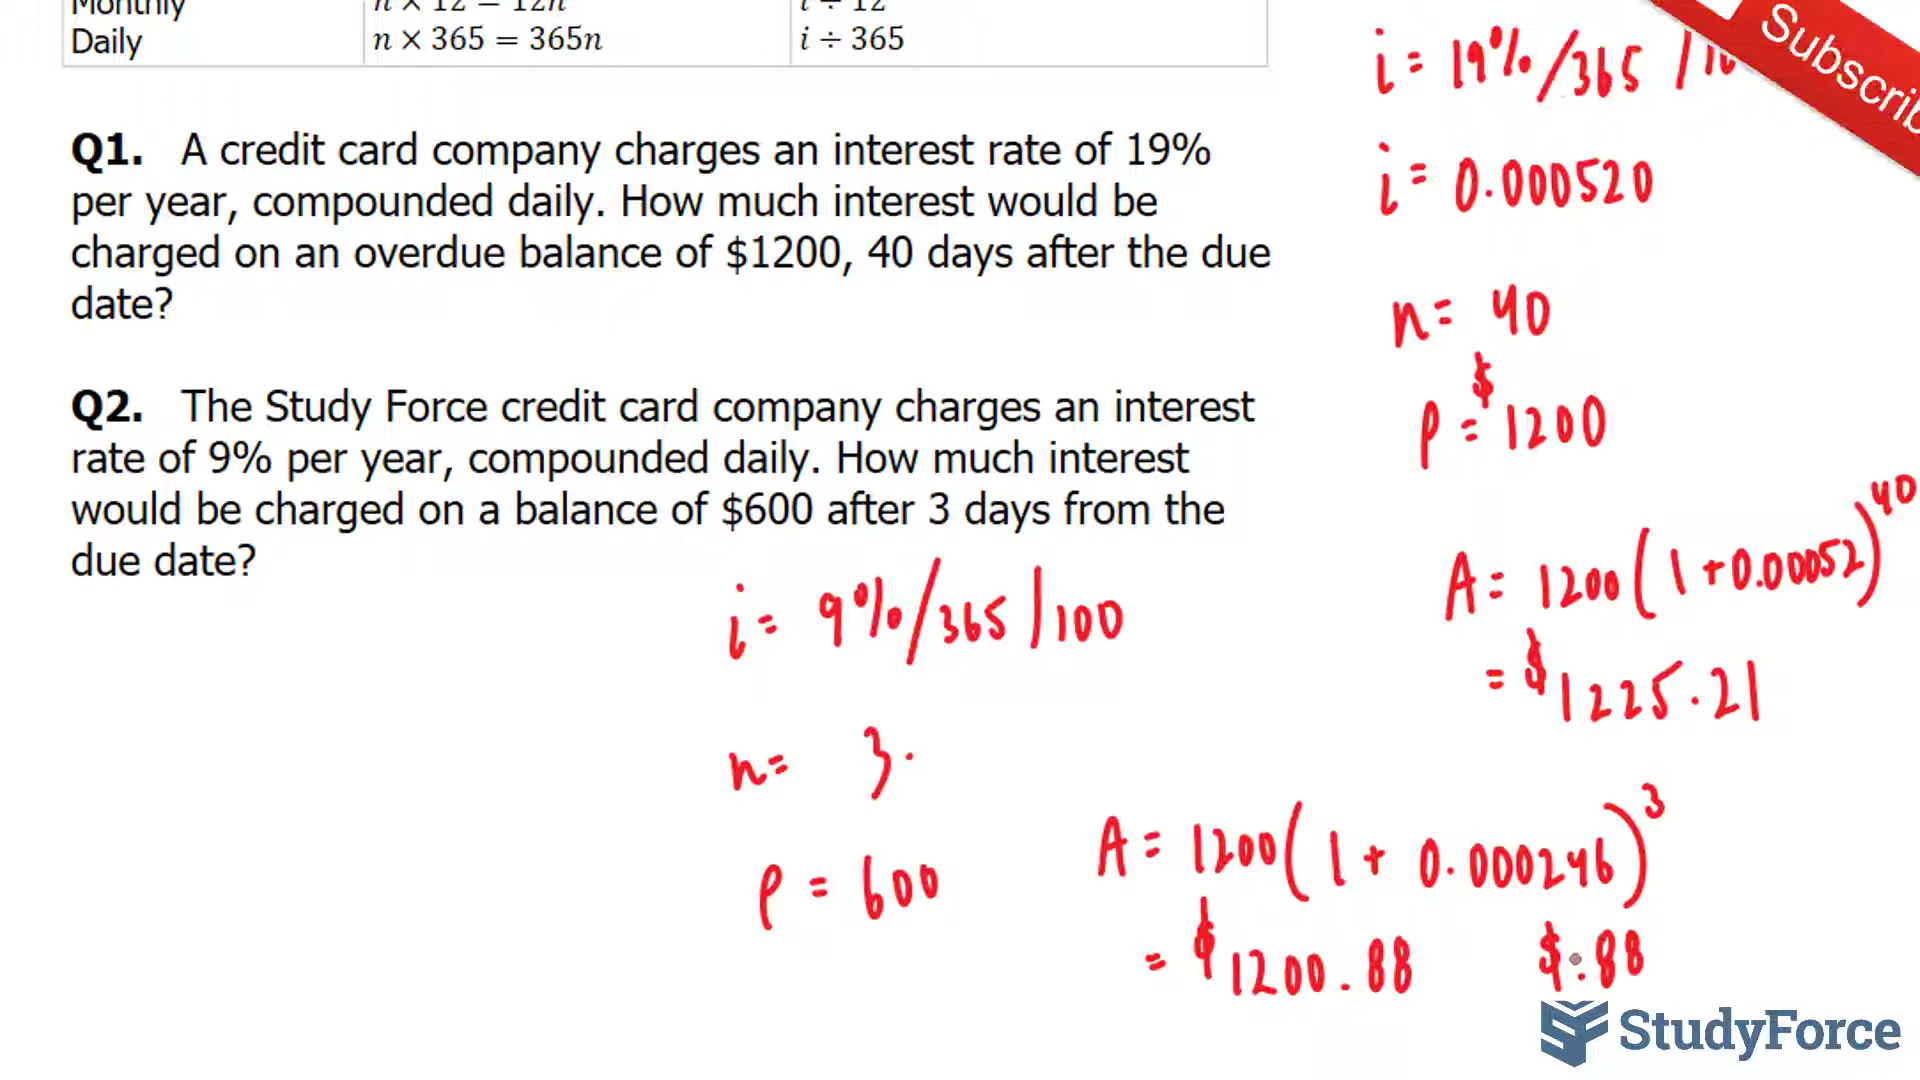 Monthly n × 12 = 12n i ÷ 12
Daily n × 365 = 365n i ÷ 365
Q1. A credit card company charges an interest rate of 19%
per year, compounded daily. How much interest would be
charged on an overdue balance of $1200, 40 days after the due
date?
Q2. The Study Force credit card company charges an interest
rate of 9% per year, compounded daily. How much interest
would be charged on a balance of $600 after 3 days from the
due date?
i = 19% / 365 / 10
i = 0.000520
n = 40
P = $1200
A = 1200(1 + 0.00052)^40
= $1225.21
i = 9% / 365 / 100
n = 3.
P = 600
A = 1200(1 + 0.000246)^3
= $1200.88 $.88
Subscrib
StudyForce